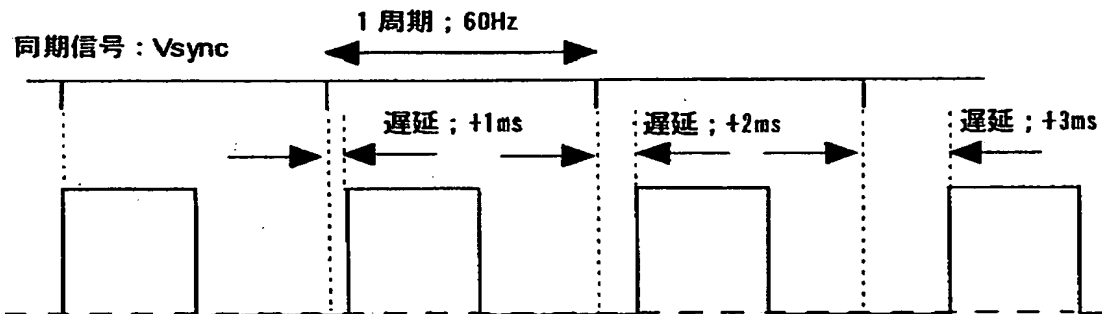 1 周期 ; 60Hz
同期信号 : Vsync
遅延 ; +1ms
遅延 ; +2ms
遅延 ; +3ms